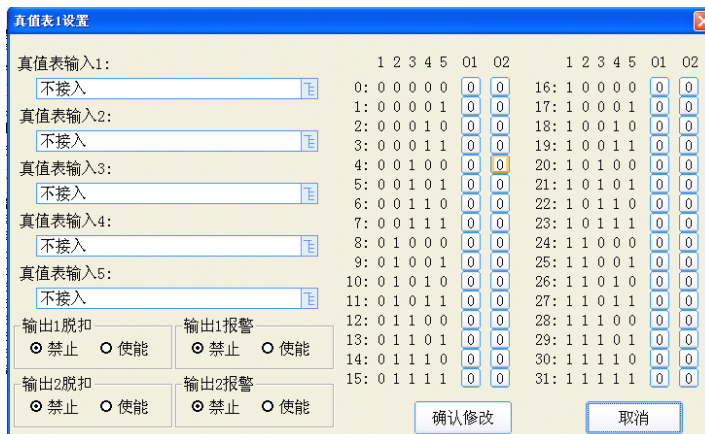 真值表1设置
真值表输入1:
不接入
真值表输入2:
不接入
真值表输入3:
不接入
真值表输入4:
不接入
真值表输入5:
不接入
输出1脱扣
禁止 使能
输出1报警
禁止 使能
输出2脱扣
禁止 使能
输出2报警
禁止 使能
1 2 3 4 5 O1 O2
0: 0 0 0 0 0 0 0
1: 0 0 0 0 1 0 0
2: 0 0 0 1 0 0 0
3: 0 0 0 1 1 0 0
4: 0 0 1 0 0 0 0
5: 0 0 1 0 1 0 0
6: 0 0 1 1 0 0 0
7: 0 0 1 1 1 0 0
8: 0 1 0 0 0 0 0
9: 0 1 0 0 1 0 0
10: 0 1 0 1 0 0 0
11: 0 1 0 1 1 0 0
12: 0 1 1 0 0 0 0
13: 0 1 1 0 1 0 0
14: 0 1 1 1 0 0 0
15: 0 1 1 1 1 0 0
1 2 3 4 5 O1 O2
16: 1 0 0 0 0 0 0
17: 1 0 0 0 1 0 0
18: 1 0 0 1 0 0 0
19: 1 0 0 1 1 0 0
20: 1 0 1 0 0 0 0
21: 1 0 1 0 1 0 0
22: 1 0 1 1 0 0 0
23: 1 0 1 1 1 0 0
24: 1 1 0 0 0 0 0
25: 1 1 0 0 1 0 0
26: 1 1 0 1 0 0 0
27: 1 1 0 1 1 0 0
28: 1 1 1 0 0 0 0
29: 1 1 1 0 1 0 0
30: 1 1 1 1 0 0 0
31: 1 1 1 1 1 0 0
确认修改
取消